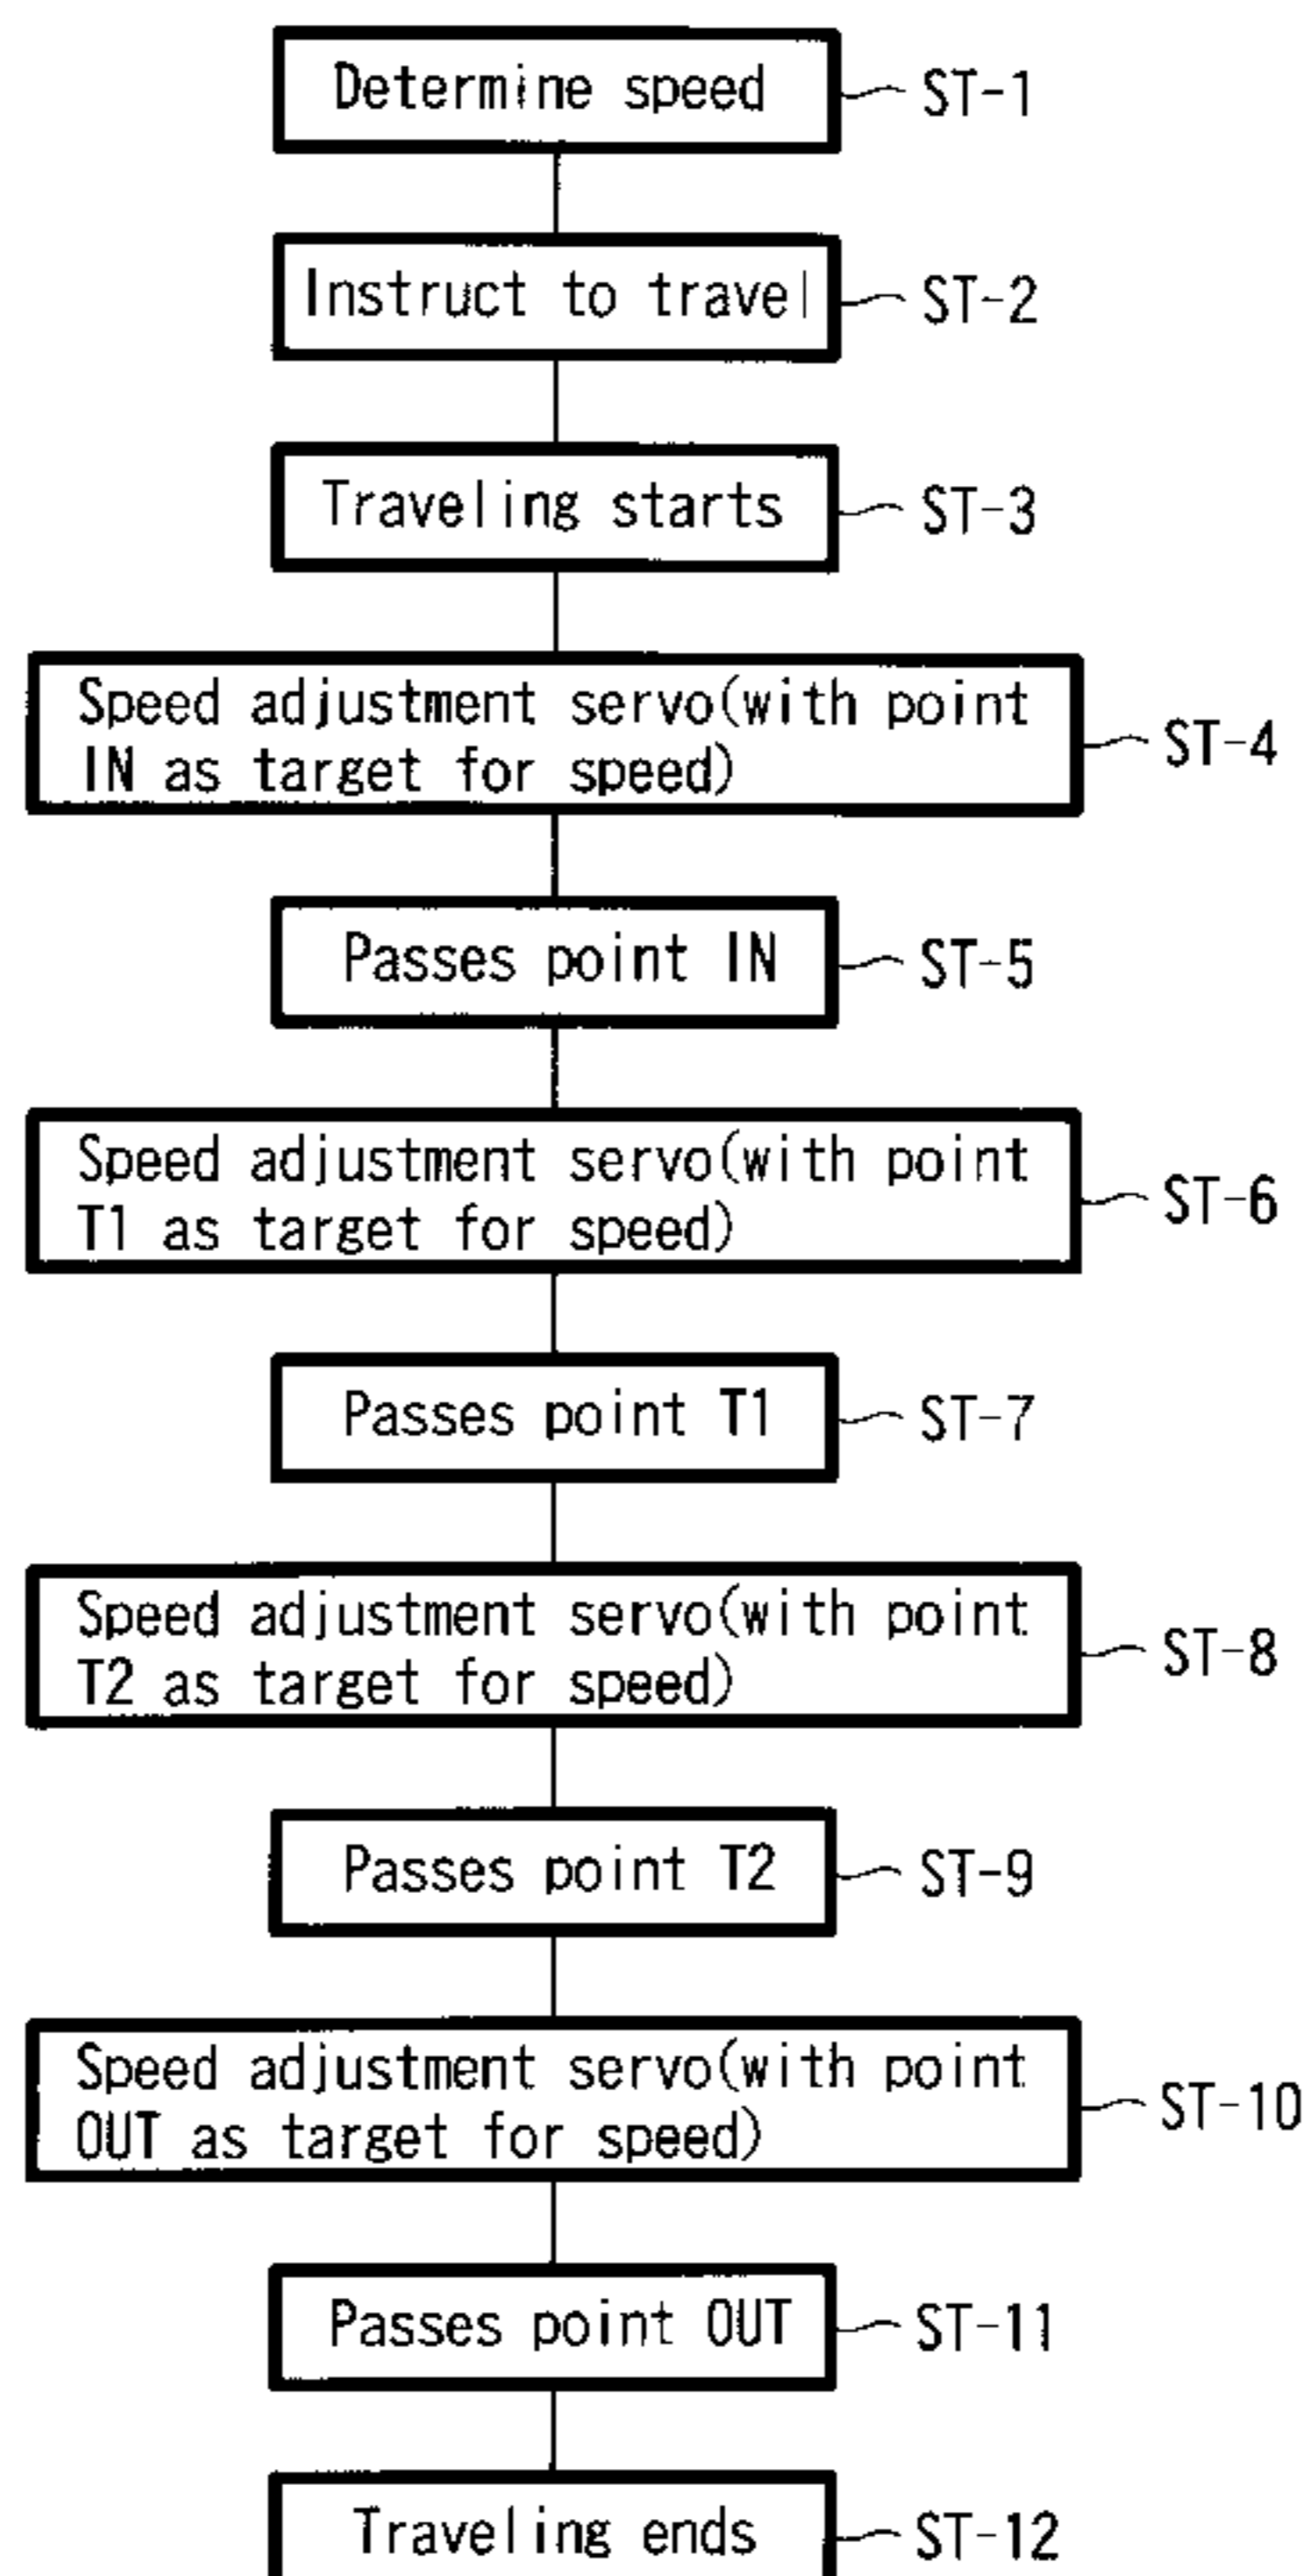 Determine speed
ST-1
Instruct to travel
ST-2
Traveling starts
ST-3
Speed adjustment servo(with point
IN as target for speed)
ST-4
Passes point IN
ST-5
Speed adjustment servo(with point
T1 as target for speed)
ST-6
Passes point T1
ST-7
Speed adjustment servo(with point
T2 as target for speed)
ST-8
Passes point T2
ST-9
Speed adjustment servo(with point
OUT as target for speed)
ST-10
Passes point OUT
ST-11
Traveling ends
ST-12